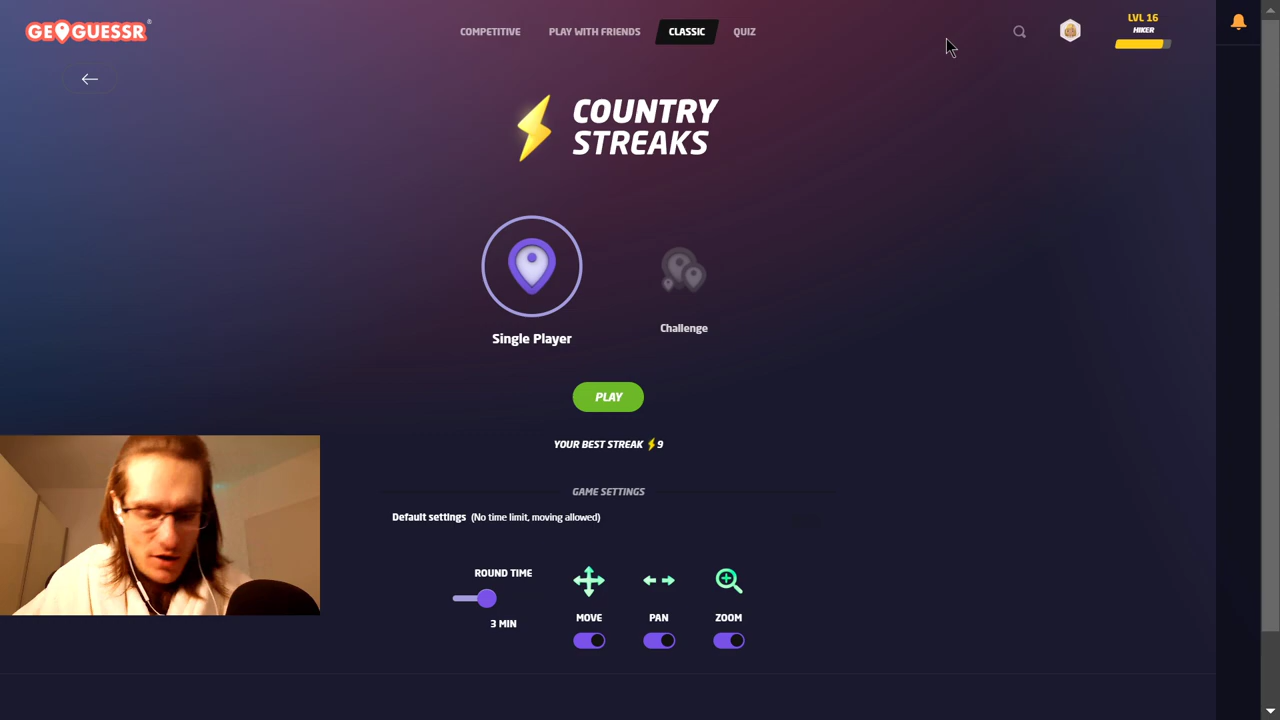 GEOGUESSR
COMPETITIVE PLAY WITH FRIENDS CLASSIC QUIZ
LVL 16
HIKER
COUNTRY
STREAKS
Single Player
Challenge
PLAY
YOUR BEST STREAK 9
GAME SETTINGS
Default settings (No time limit, moving allowed)
ROUND TIME
3 MIN
MOVE PAN ZOOM